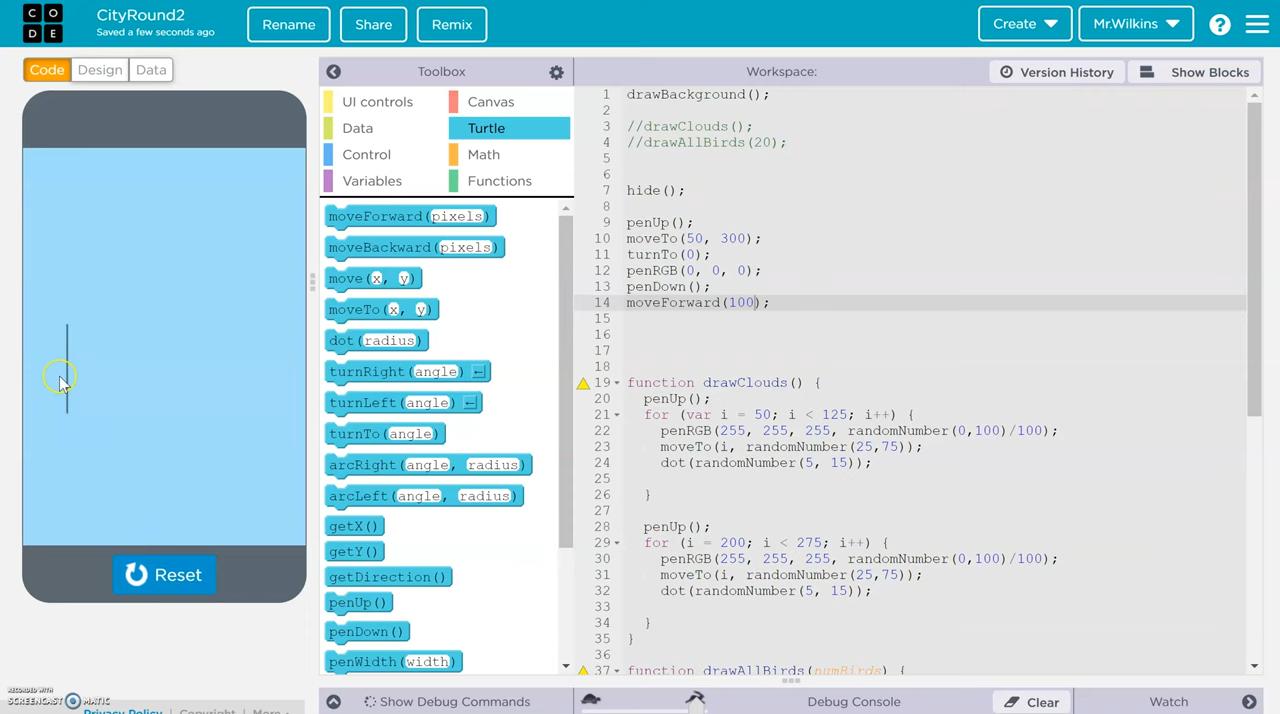 CO
DE
CityRound2
Saved a few seconds ago
Rename
Share
Remix
Create
Mr.Wilkins
?
Code
Design
Data
Toolbox
Workspace:
Version History
Show Blocks
UI controls
Canvas
Data
Turtle
Control
Math
Variables
Functions
moveForward(pixels)
moveBackward(pixels)
move(x, y)
moveTo(x, y)
dot(radius)
turnRight(angle)
turnLeft(angle)
turnTo(angle)
arcRight(angle, radius)
arcLeft(angle, radius)
getX()
getY()
getDirection()
penUp()
penDown()
penWidth(width)
1 drawBackground();
2
3 //drawClouds();
4 //drawAllBirds(20);
5
6
7 hide();
8
9 penUp();
10 moveTo(50, 300);
11 turnTo(0);
12 penRGB(0, 0, 0);
13 penDown();
14 moveForward(100);
15
16
17
18
19 function drawClouds() {
20 penUp();
21 for (var i = 50; i < 125; i++) {
22 penRGB(255, 255, 255, randomNumber(0,100)/100);
23 moveTo(i, randomNumber(25,75));
24 dot(randomNumber(5, 15));
25
26 }
27
28 penUp();
29 for (i = 200; i < 275; i++) {
30 penRGB(255, 255, 255, randomNumber(0,100)/100);
31 moveTo(i, randomNumber(25,75));
32 dot(randomNumber(5, 15));
33
34 }
35 }
36
37 function drawAllBirds(numBirds) {
Reset
RECORDED WITH
SCREENCAST MATIC
Privacy Policy | Copyright | More
Show Debug Commands
Debug Console
Clear
Watch